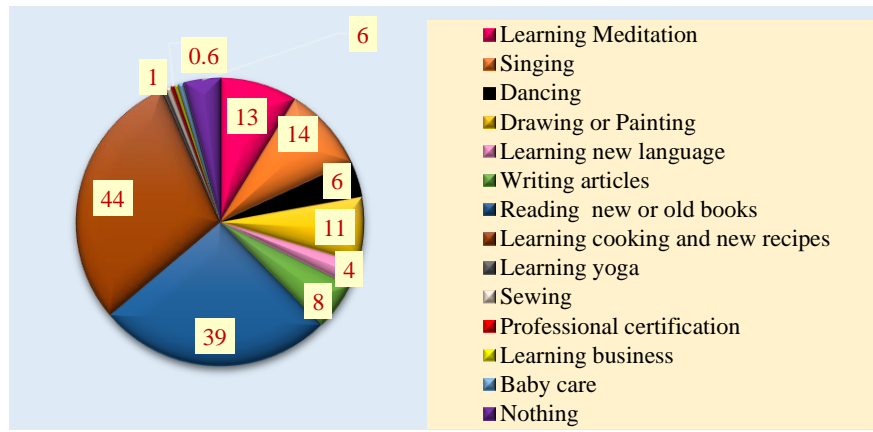 6
0.6
1
13
14
6
44
11
4
8
39
Learning Meditation
Singing
Dancing
Drawing or Painting
Learning new language
Writing articles
Reading new or old books
Learning cooking and new recipes
Learning yoga
Sewing
Professional certification
Learning business
Baby care
Nothing